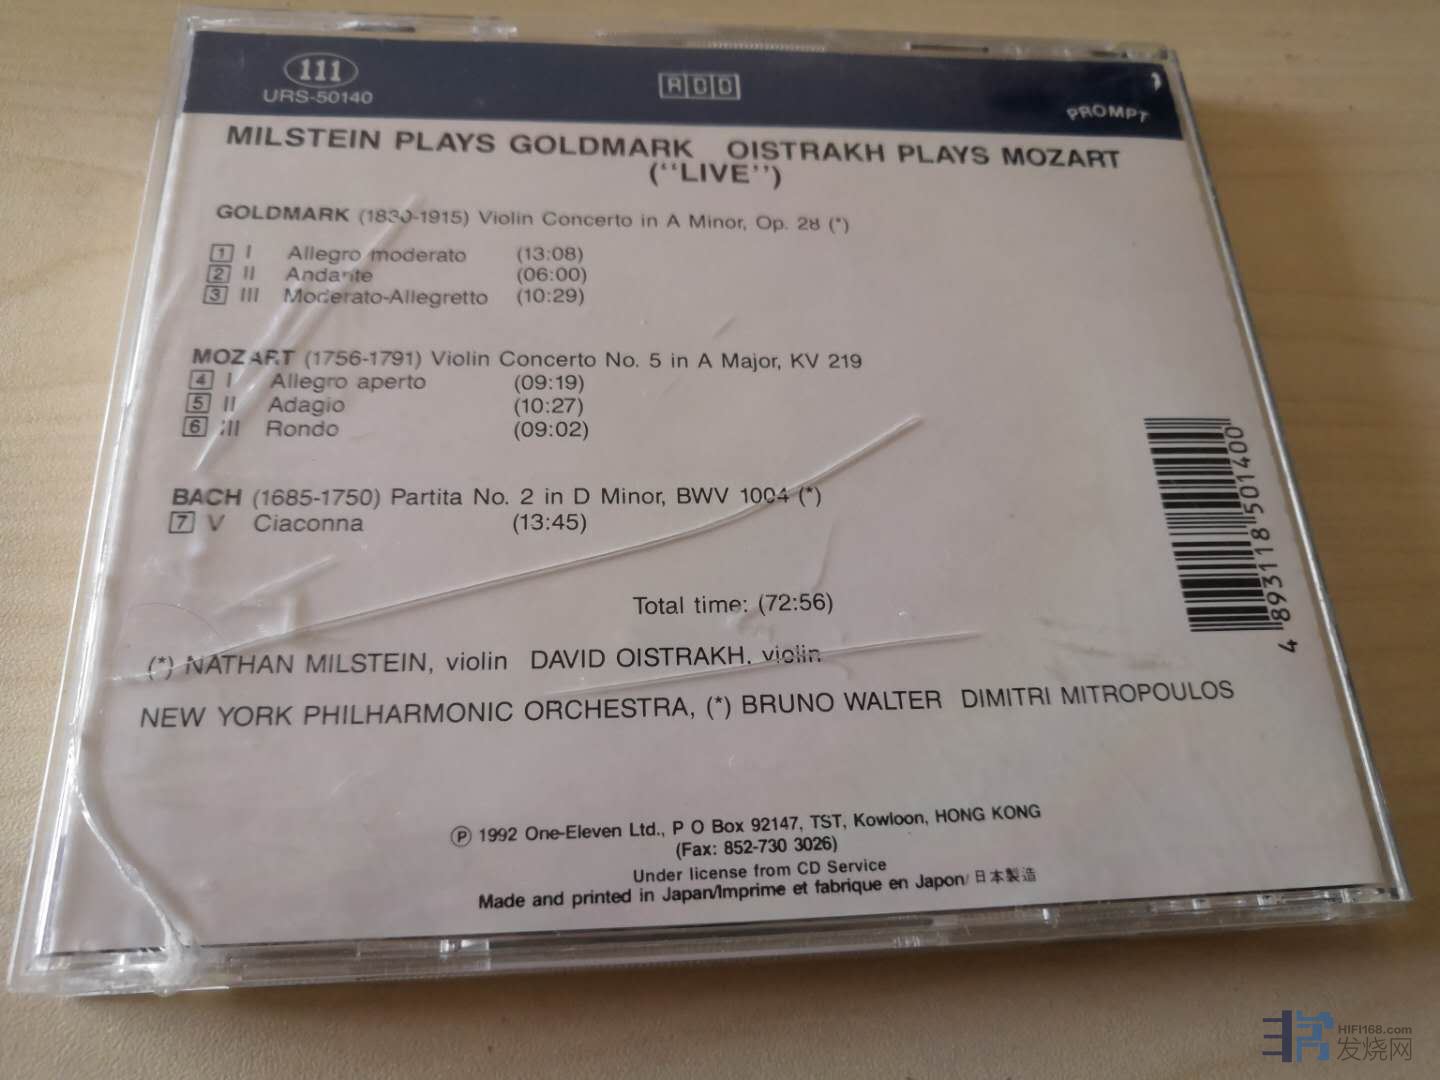 111
URS-50140
ADD
PROMPT
MILSTEIN PLAYS GOLDMARK OISTRAKH PLAYS MOZART
("LIVE")
GOLDMARK (1830-1915) Violin Concerto in A Minor, Op. 28 (*)
1 I Allegro moderato (13:08)
2 II Andante (06:00)
3 III Moderato-Allegretto (10:29)
MOZART (1756-1791) Violin Concerto No. 5 in A Major, KV 219
4 I Allegro aperto (09:19)
5 II Adagio (10:27)
6 III Rondo (09:02)
BACH (1685-1750) Partita No. 2 in D Minor, BWV 1004 (*)
7 V Ciaconna (13:45)
Total time: (72:56)
(*) NATHAN MILSTEIN, violin DAVID OISTRAKH, violin
NEW YORK PHILHARMONIC ORCHESTRA, (*) BRUNO WALTER DIMITRI MITROPOULOS
Ⓟ 1992 One-Eleven Ltd., P O Box 92147, TST, Kowloon, HONG KONG
(Fax: 852-730 3026)
Under license from CD Service
Made and printed in Japan/Imprime et fabrique en Japon/日本製造
4 893118 501400
HIFI168.com
发烧网